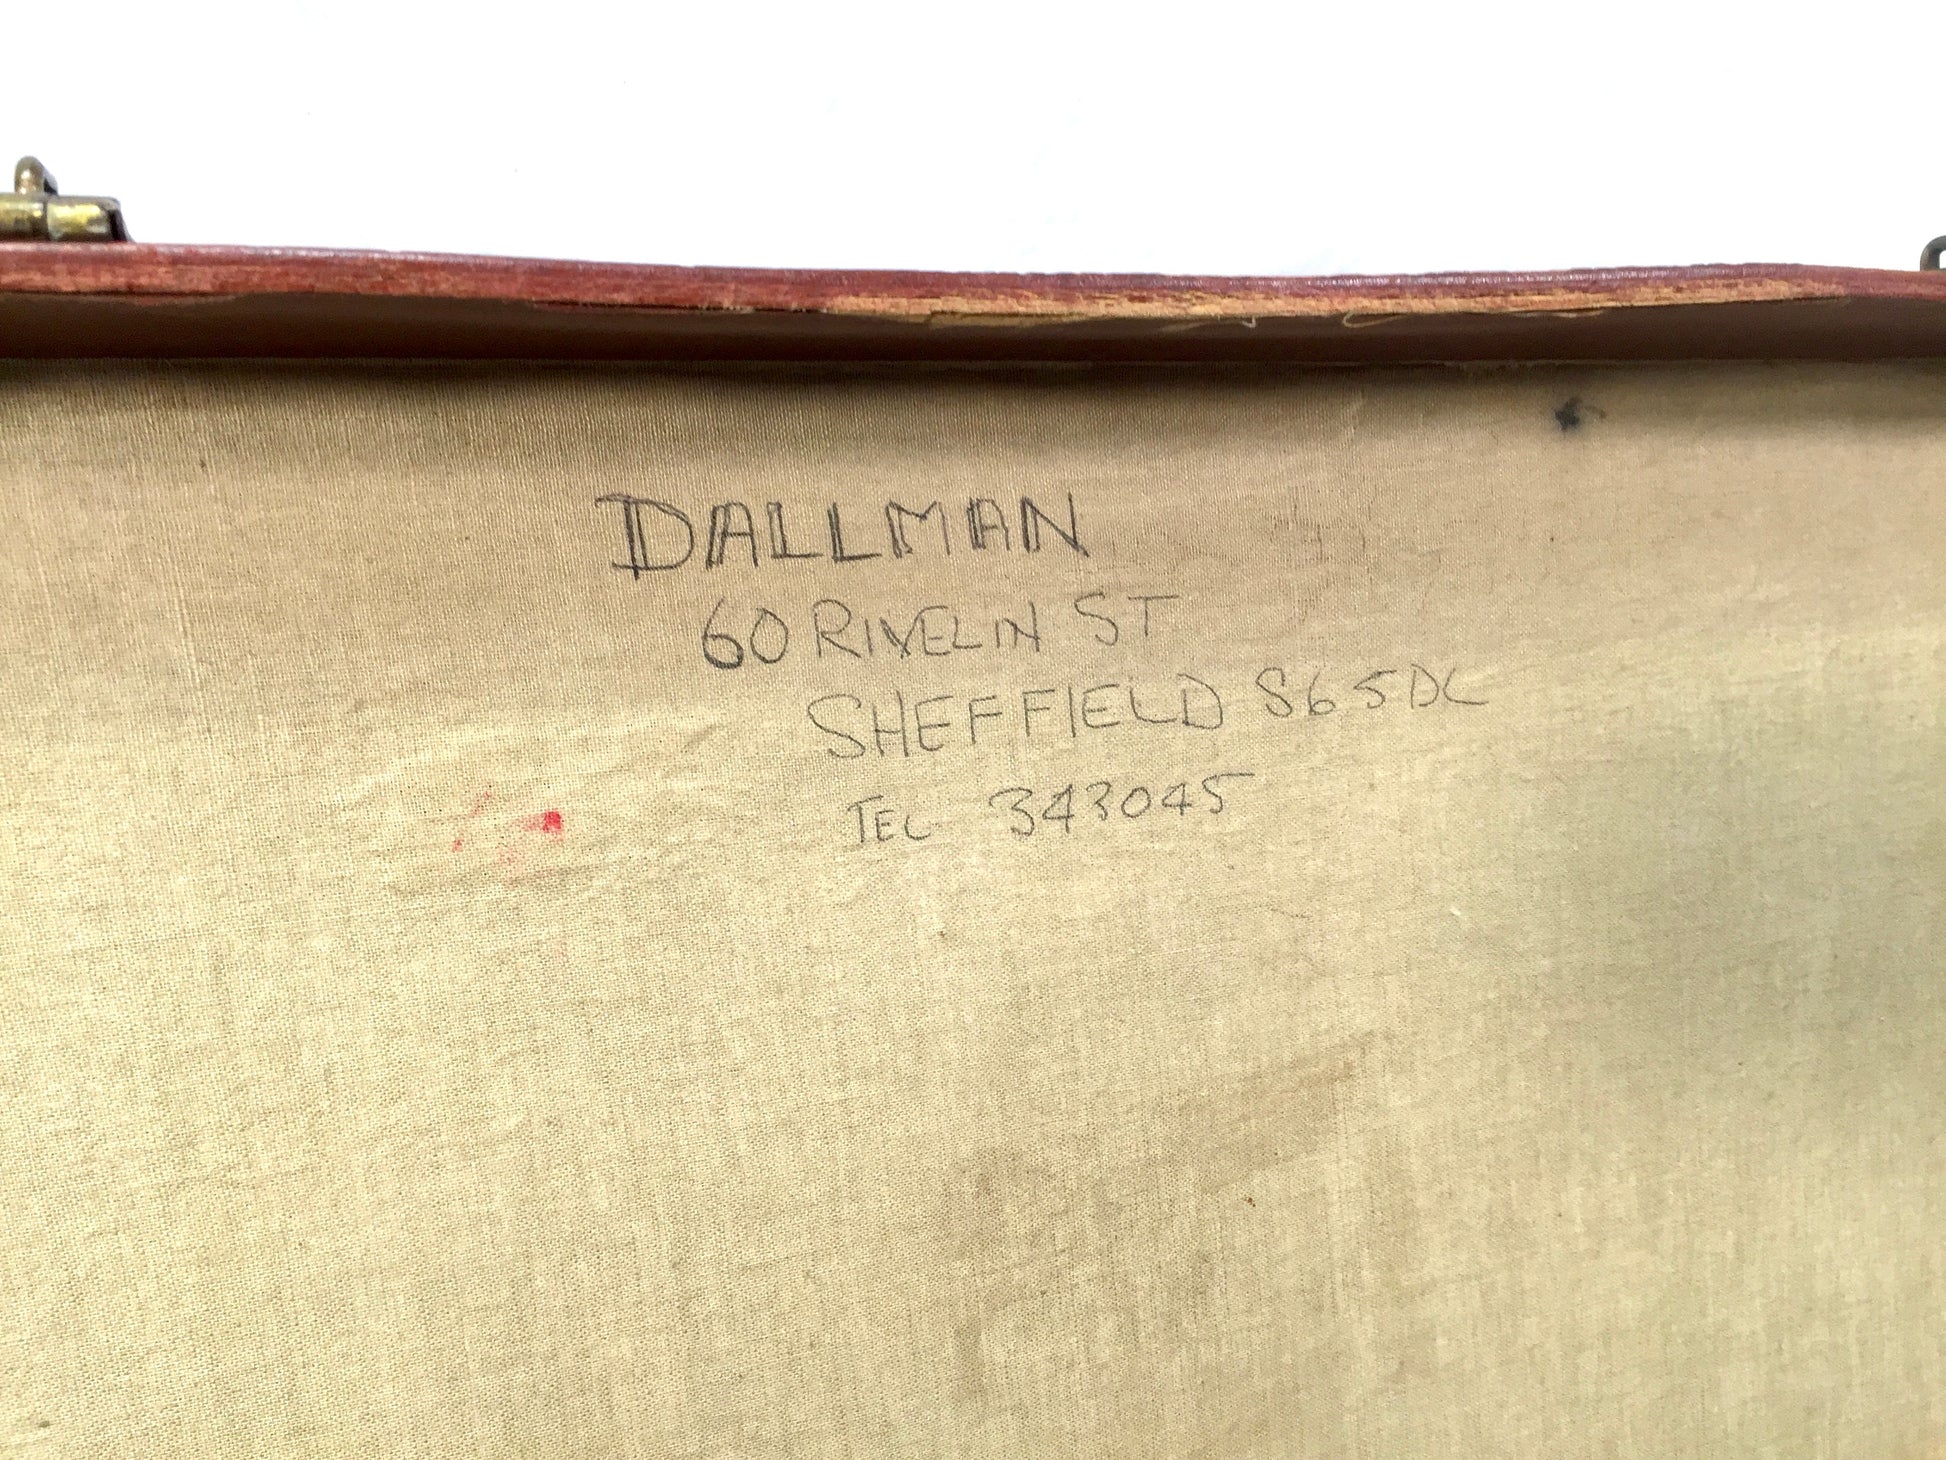 DALLMAN
60 RIVELIN ST
SHEFFIELD S6 5DL
TEL 343045